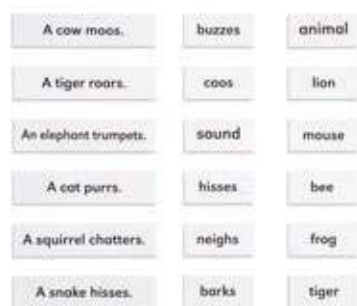 A cow moos. buzzes animal
A tiger roars. coos lion
An elephant trumpets. sound mouse
A cat purrs. hisses bee
A squirrel chatters. neighs frog
A snake hisses. barks tiger